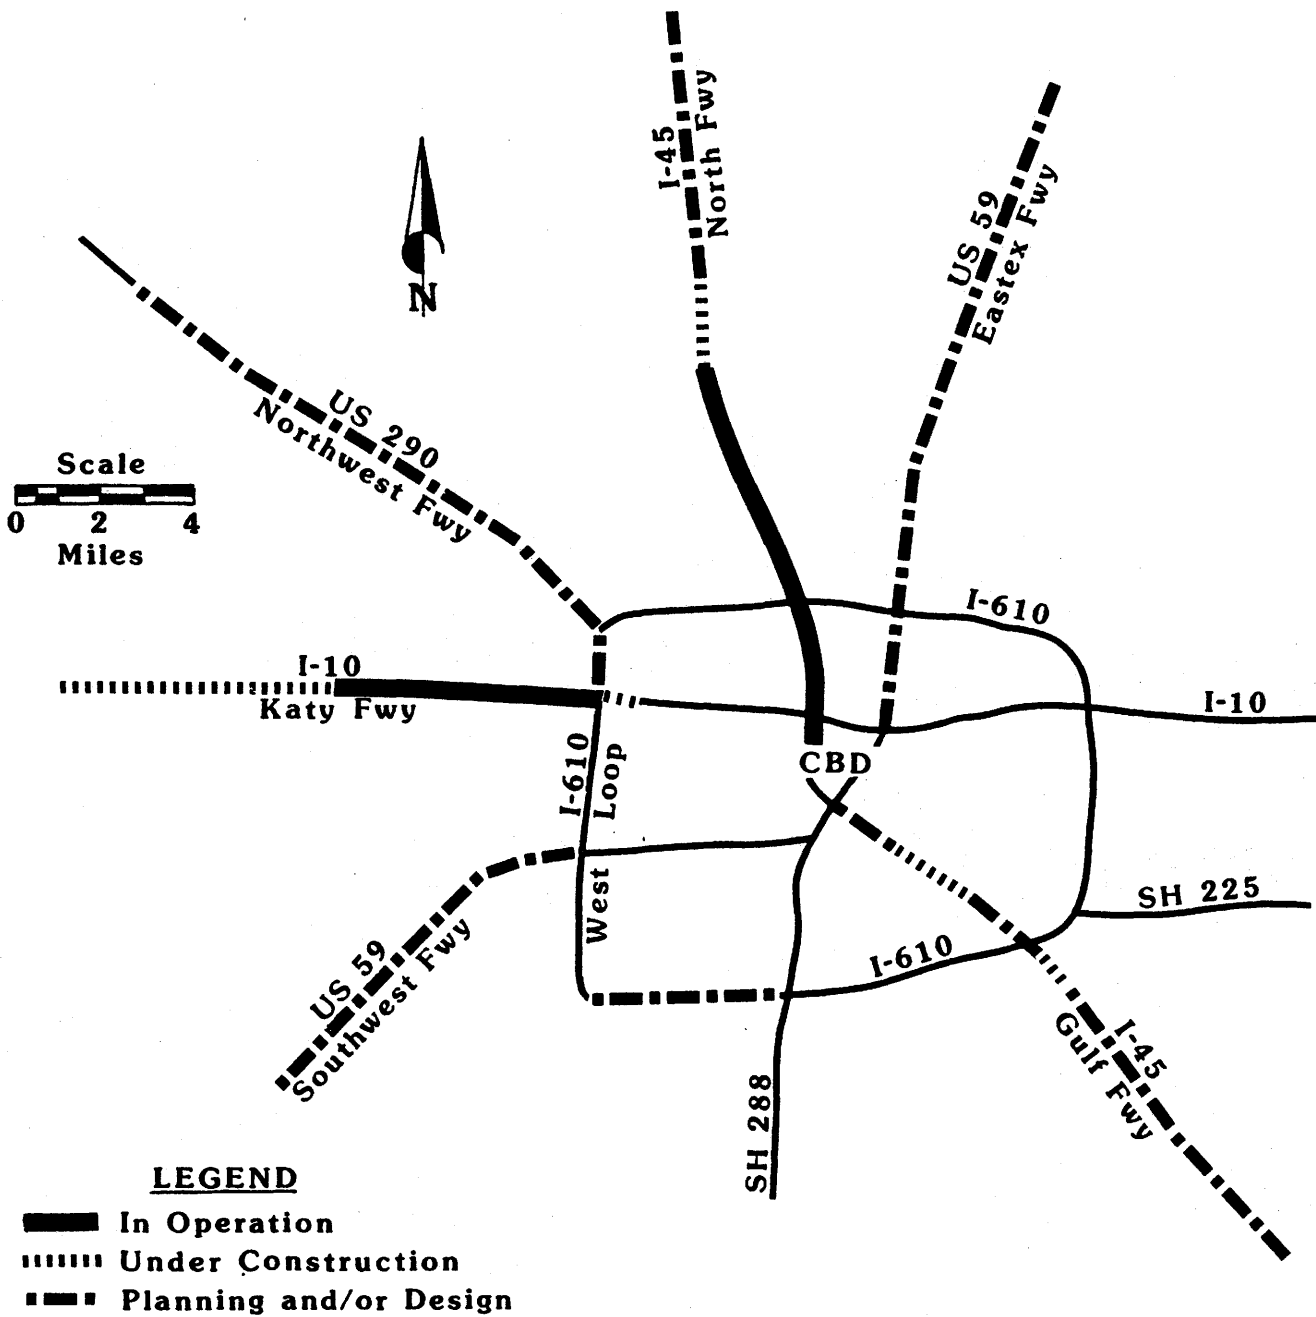 I-45
North Fwy
US 59
Eastex Fwy
N
US 290
Northwest Fwy
Scale
0 2 4
Miles
I-610
I-10
Katy Fwy
I-10
CBD
I-610
Loop
West
SH 225
I-610
US 59
Southwest Fwy
I-45
Gulf Fwy
SH 288
LEGEND
In Operation
Under Construction
Planning and/or Design